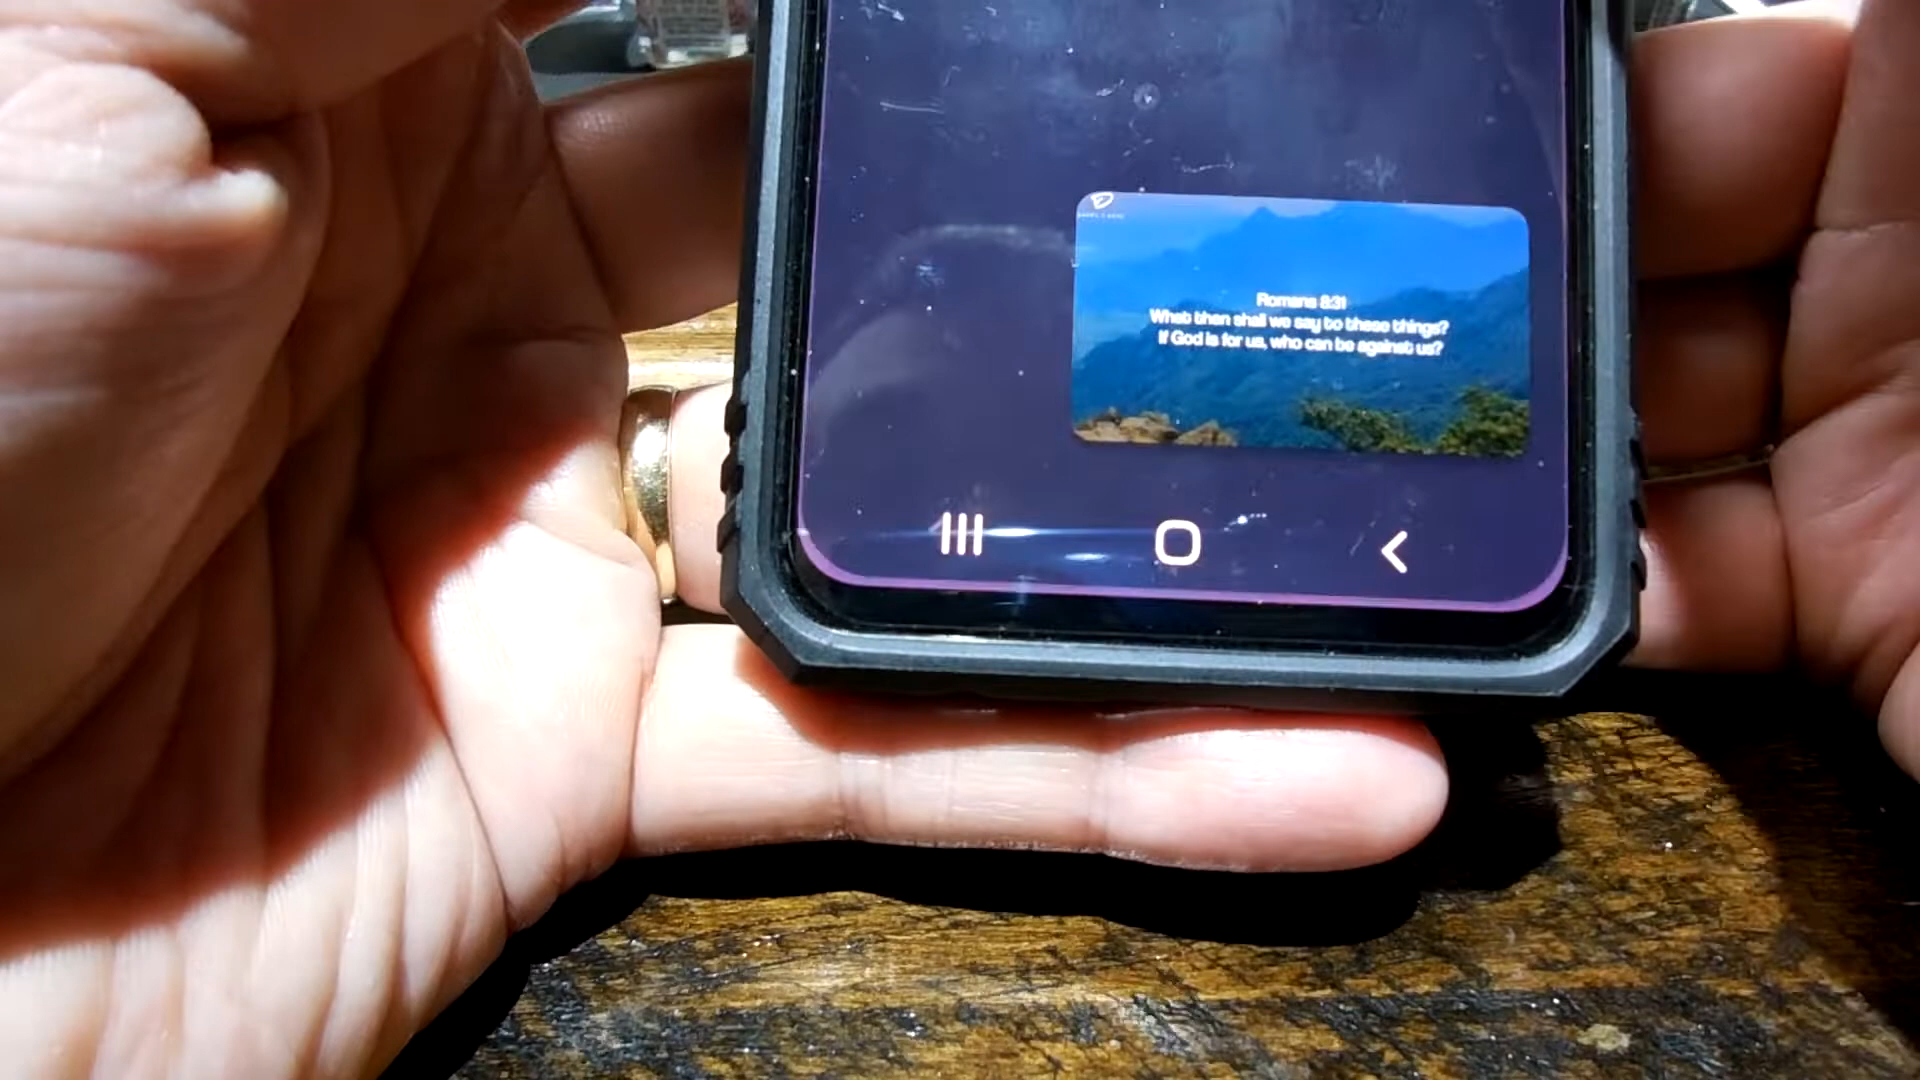 Romans 8:31
What then shall we say to these things?
If God is for us, who can be against us?